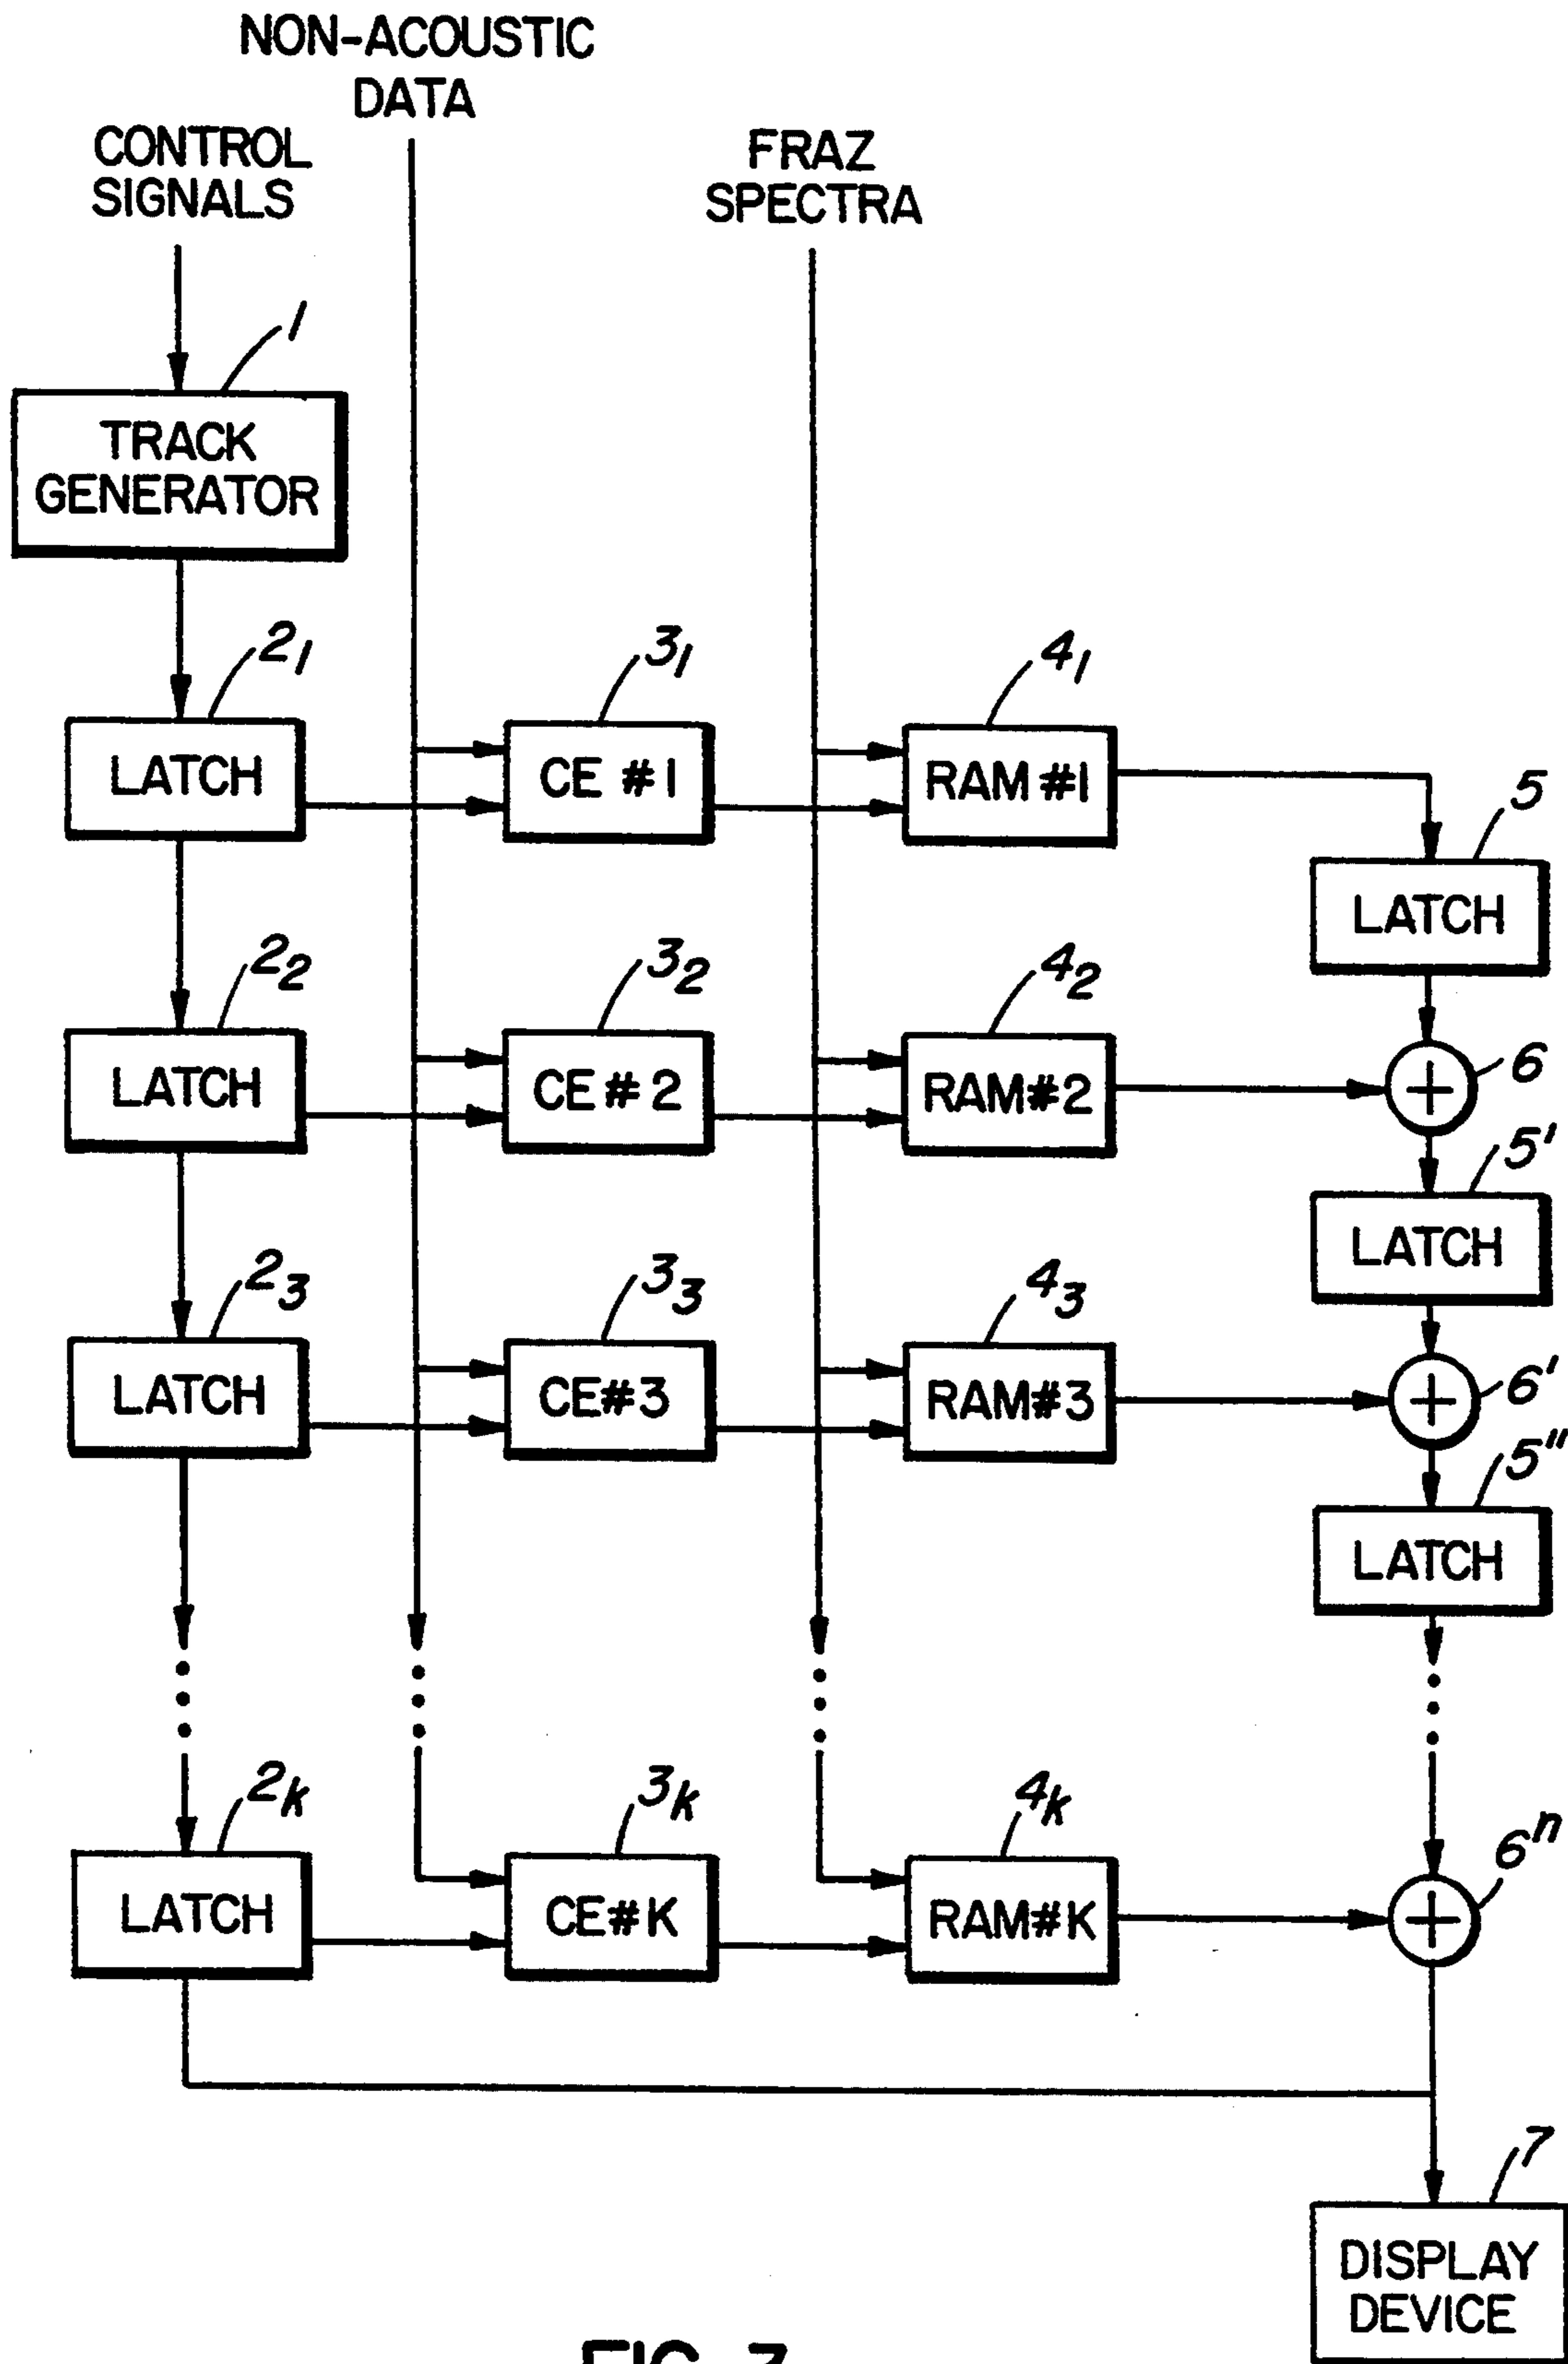 NON-ACOUSTIC
DATA
CONTROL
SIGNALS
FRAZ
SPECTRA
1
TRACK
GENERATOR
2₁
3₁
4₁
LATCH
CE #1
RAM #1
5
LATCH
2₂
3₂
4₂
LATCH
CE # 2
RAM#2
6
5'
LATCH
2₃
3₃
4₃
LATCH
CE#3
RAM#3
6'
5"
LATCH
2k
3k
4k
LATCH
CE#K
RAM#K
6ⁿ
7
DISPLAY
DEVICE